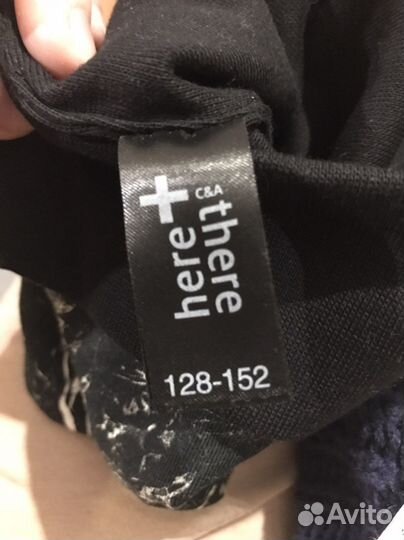 here + there
C&A
128-152
Avito